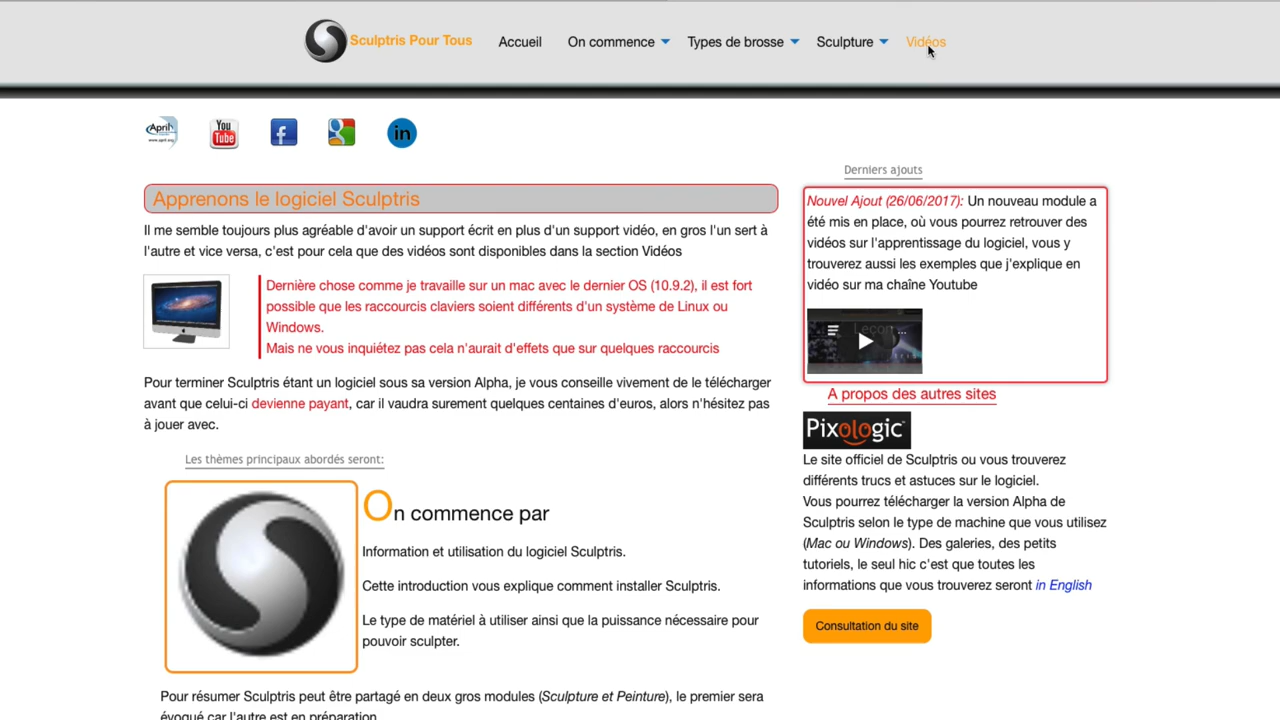 Sculptris Pour Tous
Accueil
On commence
Types de brosse
Sculpture
Vidéos
April
www.april.org
You
Tube
f
in
Apprenons le logiciel Sculptris
Il me semble toujours plus agréable d'avoir un support écrit en plus d'un support vidéo, en gros l'un sert à
l'autre et vice versa, c'est pour cela que des vidéos sont disponibles dans la section Vidéos
Dernière chose comme je travaille sur un mac avec le dernier OS (10.9.2), il est fort
possible que les raccourcis claviers soient différents d'un système de Linux ou
Windows.
Mais ne vous inquiétez pas cela n'aurait d'effets que sur quelques raccourcis
Pour terminer Sculptris étant un logiciel sous sa version Alpha, je vous conseille vivement de le télécharger
avant que celui-ci devienne payant, car il vaudra surement quelques centaines d'euros, alors n'hésitez pas
à jouer avec.
Les thèmes principaux abordés seront:
On commence par
Information et utilisation du logiciel Sculptris.
Cette introduction vous explique comment installer Sculptris.
Le type de matériel à utiliser ainsi que la puissance nécessaire pour
pouvoir sculpter.
Pour résumer Sculptris peut être partagé en deux gros modules (Sculpture et Peinture), le premier sera
évoqué car l'autre est en préparation
Derniers ajouts
Nouvel Ajout (26/06/2017): Un nouveau module a
été mis en place, où vous pourrez retrouver des
vidéos sur l'apprentissage du logiciel, vous y
trouverez aussi les exemples que j'explique en
vidéo sur ma chaîne Youtube
Leçon...
A propos des autres sites
Pixologic
Le site officiel de Sculptris ou vous trouverez
différents trucs et astuces sur le logiciel.
Vous pourrez télécharger la version Alpha de
Sculptris selon le type de machine que vous utilisez
(Mac ou Windows). Des galeries, des petits
tutoriels, le seul hic c'est que toutes les
informations que vous trouverez seront in English
Consultation du site